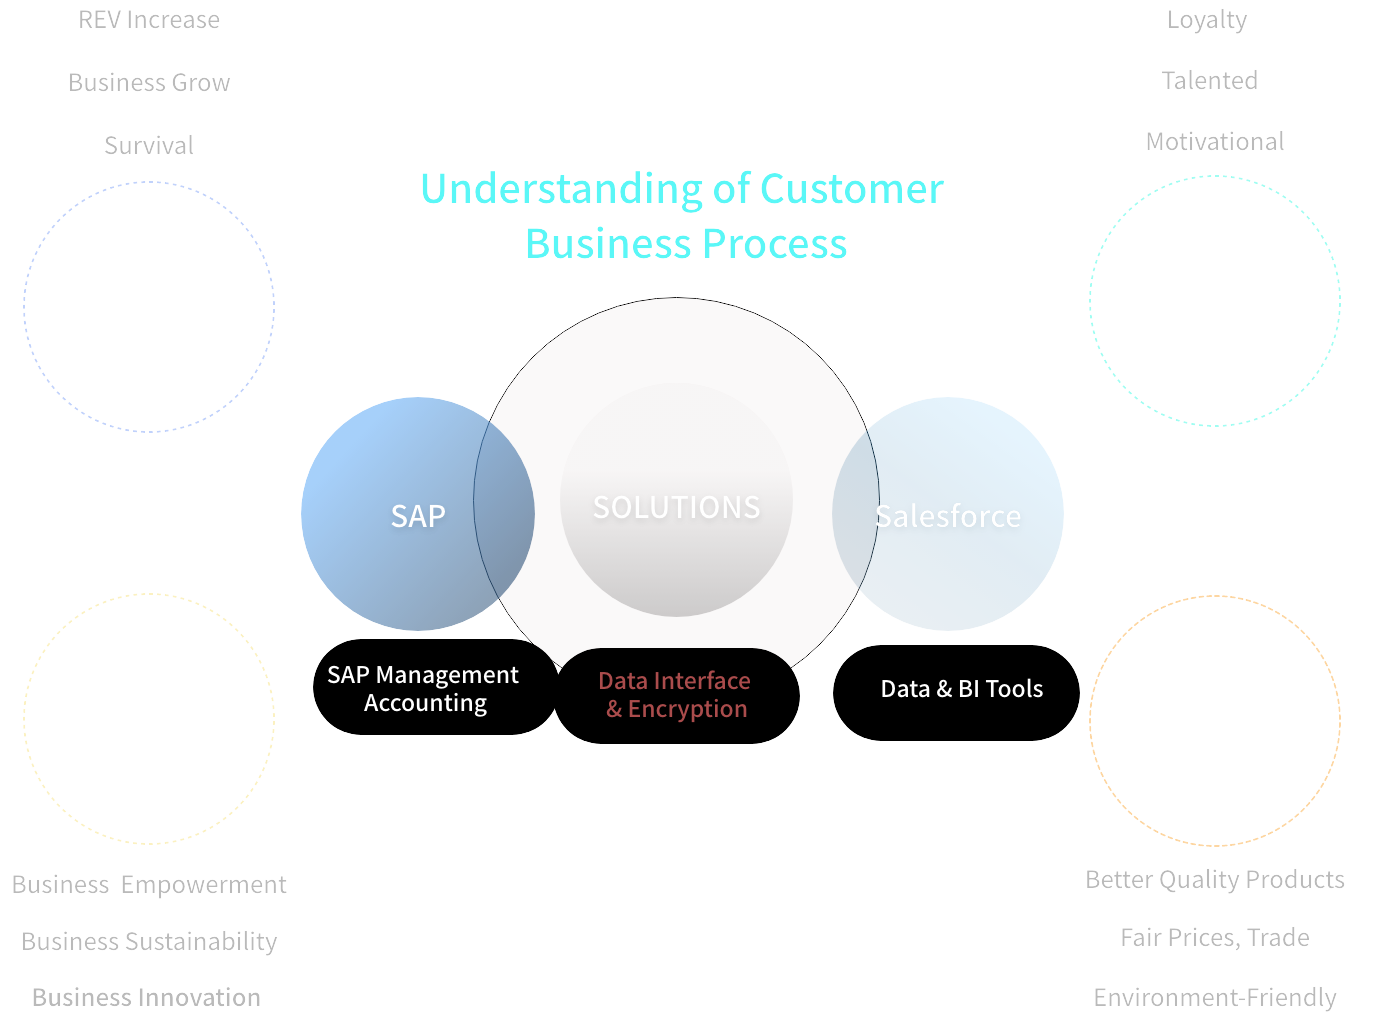 REV Increase
Business Grow
Survival
Loyalty
Talented
Motivational
Understanding of Customer
Business Process
SAP
SOLUTIONS
Salesforce
SAP Management
Accounting
Data Interface
& Encryption
Data & BI Tools
Business  Empowerment
Business Sustainability
Business Innovation
Better Quality Products
Fair Prices, Trade
Environment-Friendly